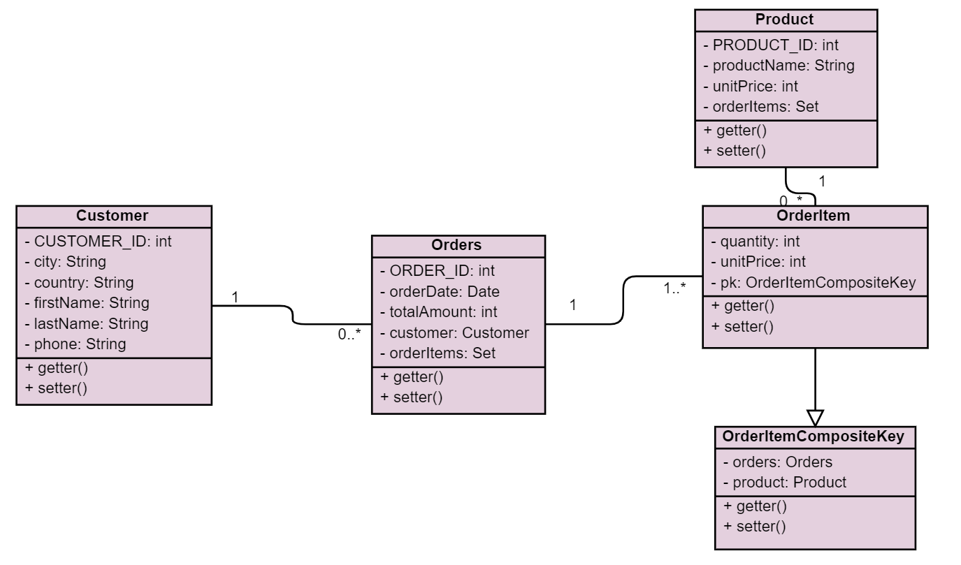 Product
- PRODUCT_ID: int
- productName: String
- unitPrice: int
- orderItems: Set
+ getter()
+ setter()
1
0..*
Customer
- CUSTOMER_ID: int
- city: String
- country: String
- firstName: String
- lastName: String
- phone: String
+ getter()
+ setter()
1
0..*
Orders
- ORDER_ID: int
- orderDate: Date
- totalAmount: int
- customer: Customer
- orderItems: Set
+ getter()
+ setter()
1
1..*
OrderItem
- quantity: int
- unitPrice: int
- pk: OrderItemCompositeKey
+ getter()
+ setter()
OrderItemCompositeKey
- orders: Orders
- product: Product
+ getter()
+ setter()